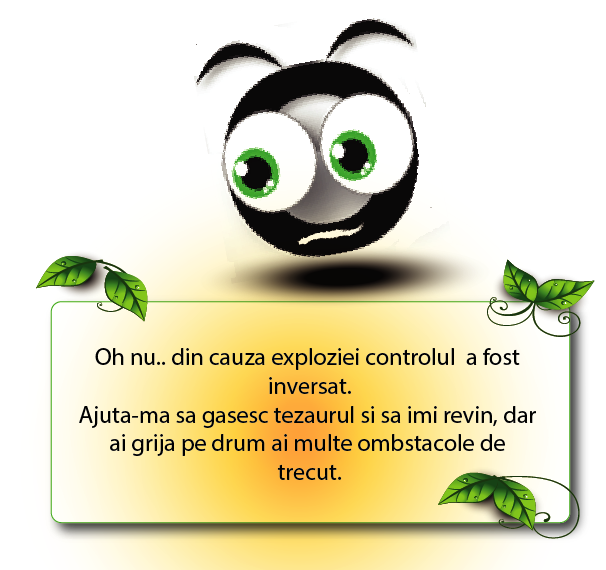 Oh nu.. din cauza exploziei controlul  a fost
inversat.
Ajuta-ma sa gasesc tezaurul si sa imi revin, dar
ai grija pe drum ai multe ombstacole de
trecut.